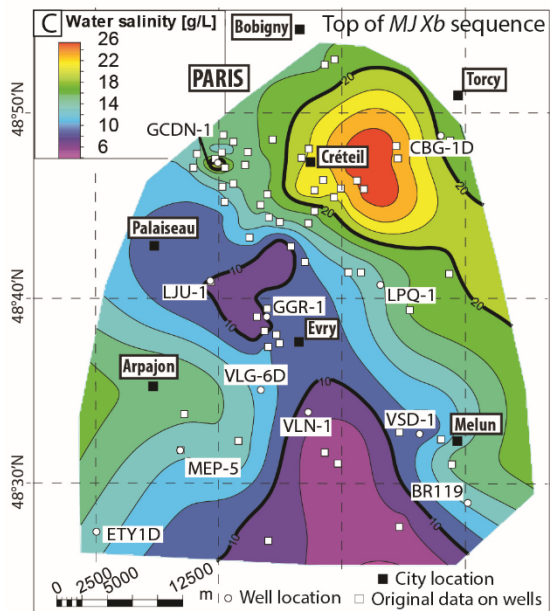 C Water salinity [g/L]
Top of MJ Xb sequence
26
22
18
14
10
6
Bobigny
PARIS
Torcy
48°50'N
GCDN-1
Créteil
CBG-1D
20
20
20
20
Palaiseau
LJU-1
10
10
48°40'N
GGR-1
LPQ-1
Evry
Arpajon
VLG-6D
10
VLN-1
VSD-1
Melun
MEP-5
48°30'N
BR119
ETY1D
10
10
2500
5000
12500
m
City location
Well location
Original data on wells